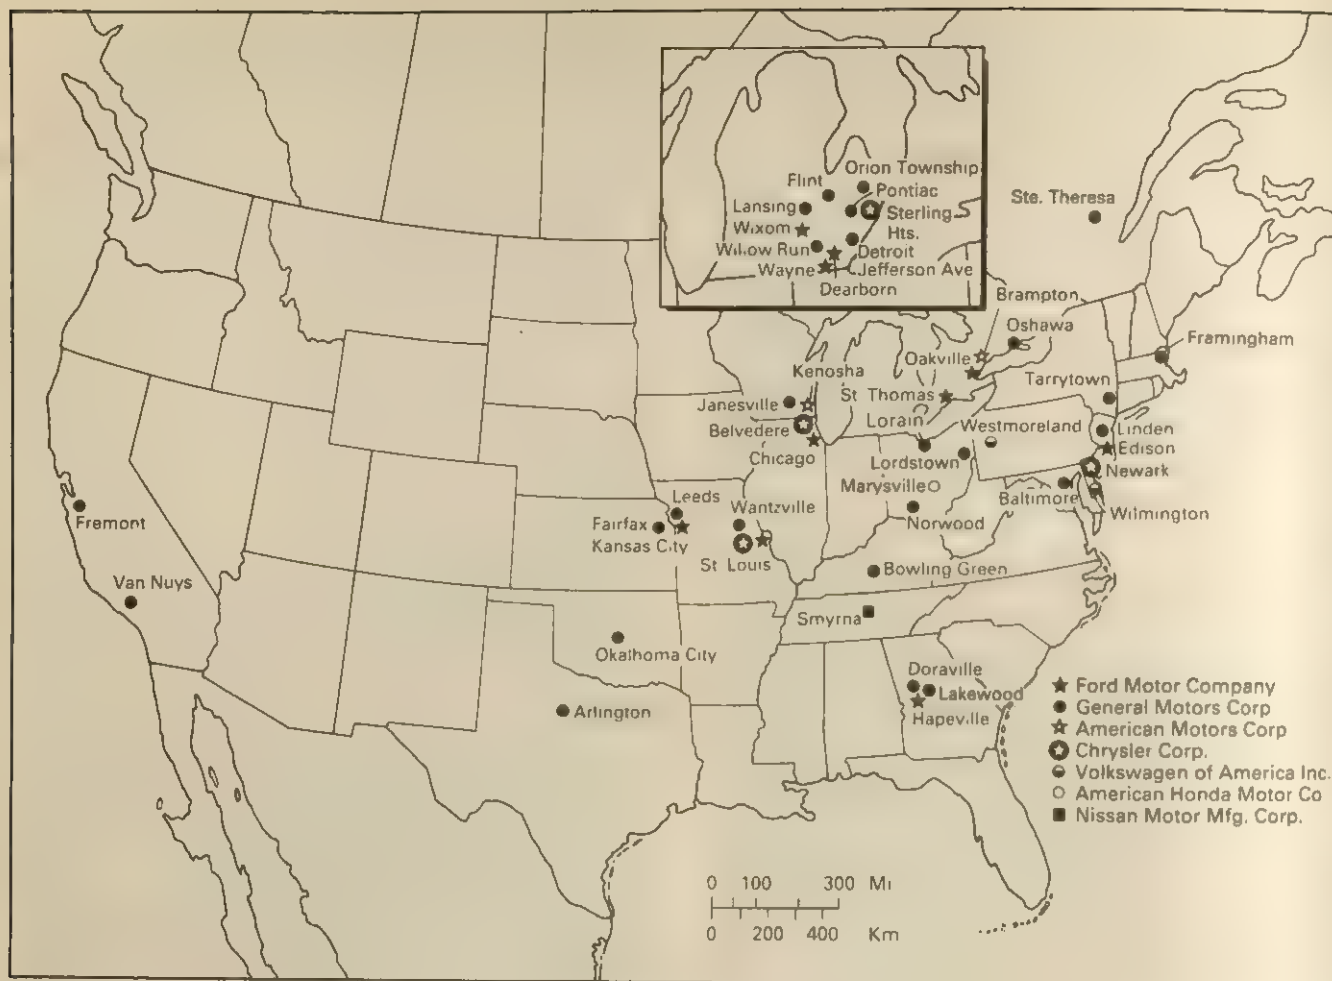 Orion Township
Flint
Pontiac
Lansing
Sterling
Hts.
Wixom
Willow Run
Detroit
Wayne
Jefferson Ave
Dearborn
Ste. Theresa
Brampton
Oshawa
Framingham
Oakville
Kenosha
Tarrytown
St Thomas
Janesville
Lorain
Westmoreland
Linden
Belvedere
Edison
Chicago
Lordstown
Newark
Marysville
Baltimore
Leeds
Wantzville
Wilmington
Fremont
Fairfax
Norwood
Kansas City
St Louis
Bowling Green
Van Nuys
Smyrna
Okalhoma City
Doraville
Lakewood
Arlington
Hapeville
Ford Motor Company
General Motors Corp
American Motors Corp
Chrysler Corp.
Volkswagen of America Inc.
American Honda Motor Co
Nissan Motor Mfg. Corp.
0 100 300 Mi
0 200 400 Km